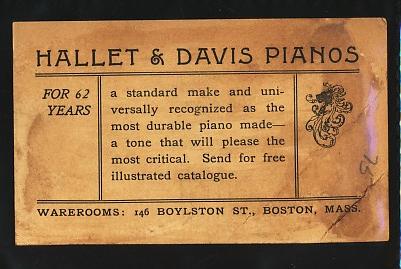 HALLET & DAVIS PIANOS
FOR 62
YEARS
a standard make and uni-
versally recognized as the
most durable piano made—
a tone that will please the
most critical. Send for free
illustrated catalogue.
WAREROOMS: 146 BOYLSTON ST., BOSTON, MASS.